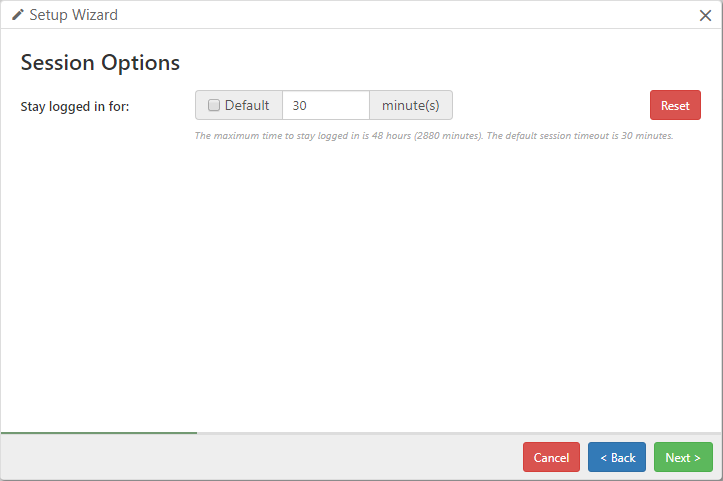 Setup Wizard
Session Options
Stay logged in for: Default 30 minute(s) Reset
The maximum time to stay logged in is 48 hours (2880 minutes). The default session timeout is 30 minutes.
Cancel < Back Next >